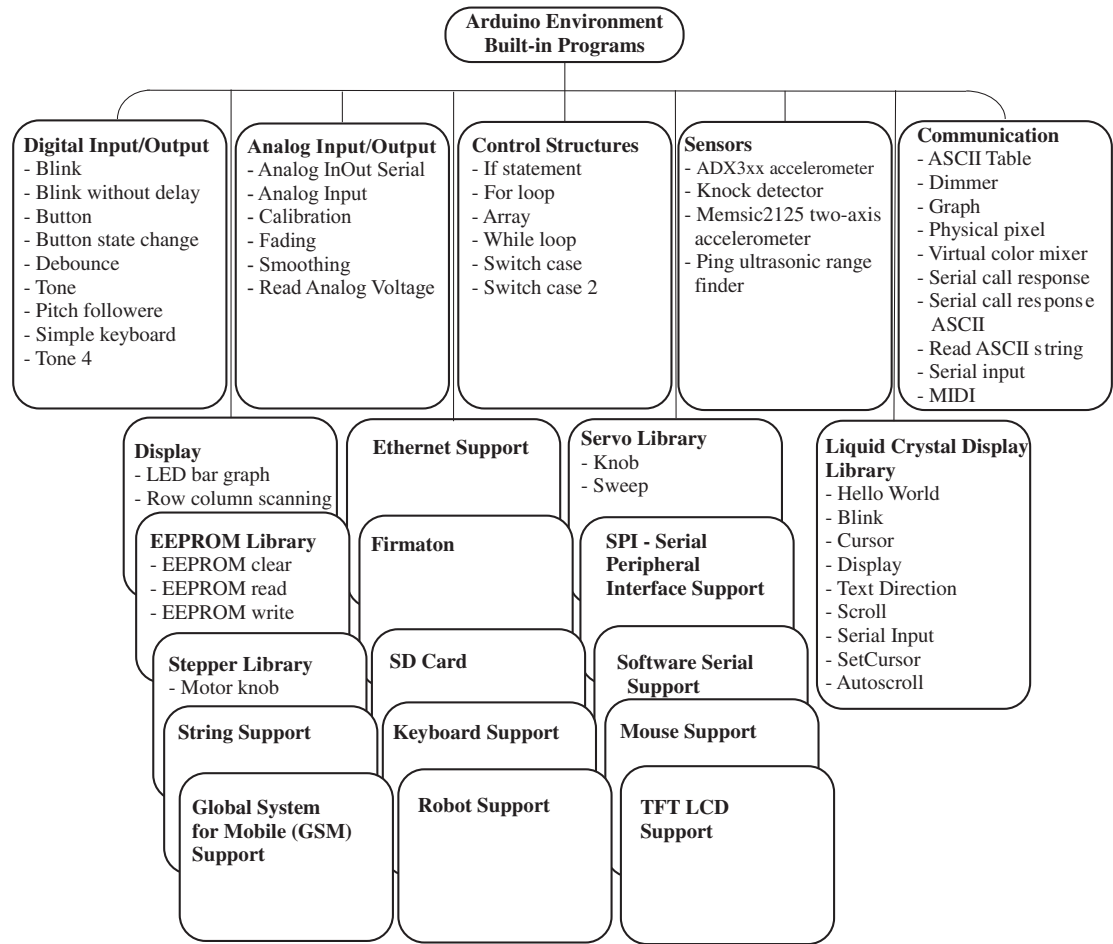 Arduino Environment
Built-in Programs
Digital Input/Output
- Blink
- Blink without delay
- Button
- Button state change
- Debounce
- Tone
- Pitch followere
- Simple keyboard
- Tone 4
Analog Input/Output
- Analog InOut Serial
- Analog Input
- Calibration
- Fading
- Smoothing
- Read Analog Voltage
Control Structures
- If statement
- For loop
- Array
- While loop
- Switch case
- Switch case 2
Sensors
- ADX3xx accelerometer
- Knock detector
- Memsic2125 two-axis
accelerometer
- Ping ultrasonic range
finder
Communication
- ASCII Table
- Dimmer
- Graph
- Physical pixel
- Virtual color mixer
- Serial call response
- Serial call response
ASCII
- Read ASCII string
- Serial input
- MIDI
Display
- LED bar graph
- Row column scanning
EEPROM Library
- EEPROM clear
- EEPROM read
- EEPROM write
Stepper Library
- Motor knob
String Support
Global System
for Mobile (GSM)
Support
Ethernet Support
Firmaton
SD Card
Keyboard Support
Robot Support
Servo Library
- Knob
- Sweep
SPI - Serial
Peripheral
Interface Support
Software Serial
Support
Mouse Support
TFT LCD
Support
Liquid Crystal Display
Library
- Hello World
- Blink
- Cursor
- Display
- Text Direction
- Scroll
- Serial Input
- SetCursor
- Autoscroll